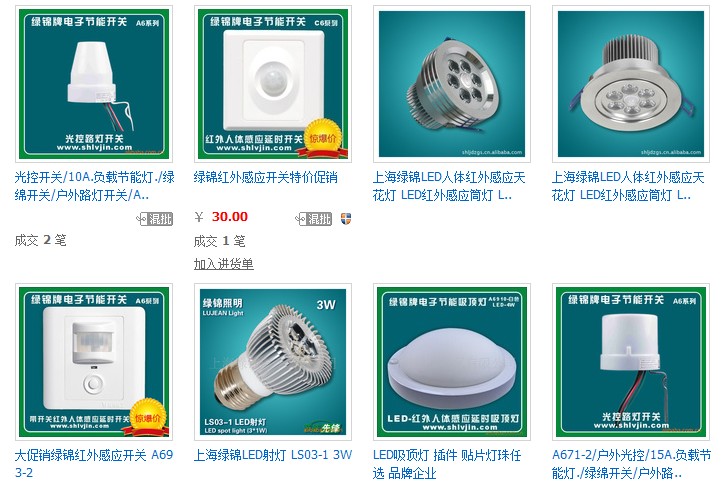 绿锦牌电子节能开关
A6系列
光控路灯开关
www.shlvjin.com
绿锦牌电子节能开关
C6系列
红外人体感应延时开关
www.shlvjin.com
惊爆价
shljdzgs.cn.alibaba.com
shljdzgs.cn.alibaba.com
光控开关/10A.负载节能灯./绿
绵开关/户外路灯开关/A..
绿锦红外感应开关特价促销
上海绿锦LED人体红外感应天
花灯 LED红外感应筒灯 L..
上海绿锦LED人体红外感应天
花灯 LED红外感应筒灯 L..
¥ 30.00
混批
混批
成交 2 笔
成交 1 笔
加入进货单
绿锦牌电子节能开关
A6系列
带开关红外人体感应延时开关
www.shlvjin.com
惊爆价
绿锦照明
LUJEAN Light
3W
LS03-1 LED射灯
LED spot light (3*1W)
先锋
绿锦牌电子节能吸顶灯
A6910-白色
LED-4W
LED-红外人体感应延时吸顶灯
www.shlvjin.com
绿锦牌电子节能开关
A6系列
光控路灯开关
www.shlvjin.com
大促销绿锦红外感应开关 A69
3-2
上海绿锦LED射灯 LS03-1 3W
LED吸顶灯 插件 贴片灯珠任
选 品牌企业
A671-2/户外光控/15A.负载节
能灯./绿绵开关/户外路..